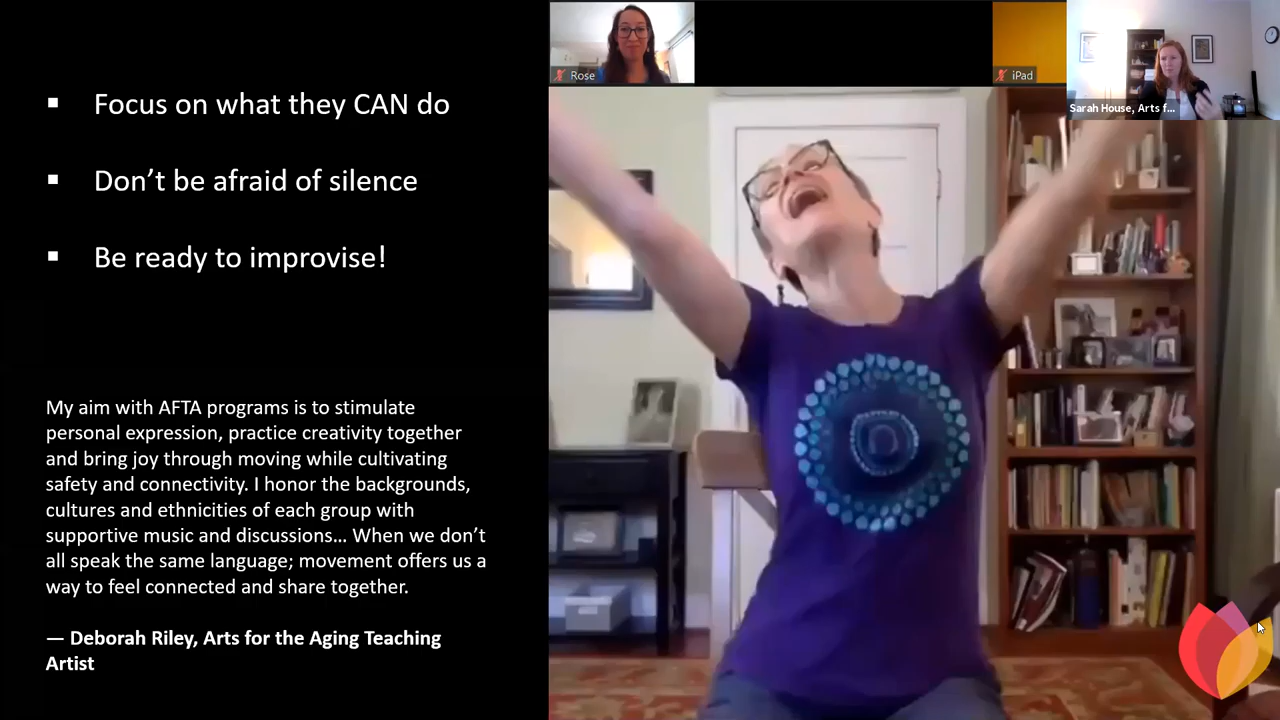 Focus on what they CAN do
Don’t be afraid of silence
Be ready to improvise!
My aim with AFTA programs is to stimulate
personal expression, practice creativity together
and bring joy through moving while cultivating
safety and connectivity. I honor the backgrounds,
cultures and ethnicities of each group with
supportive music and discussions... When we don’t
all speak the same language; movement offers us a
way to feel connected and share together.
— Deborah Riley, Arts for the Aging Teaching
Artist
Rose
iPad
Sarah House, Arts f...